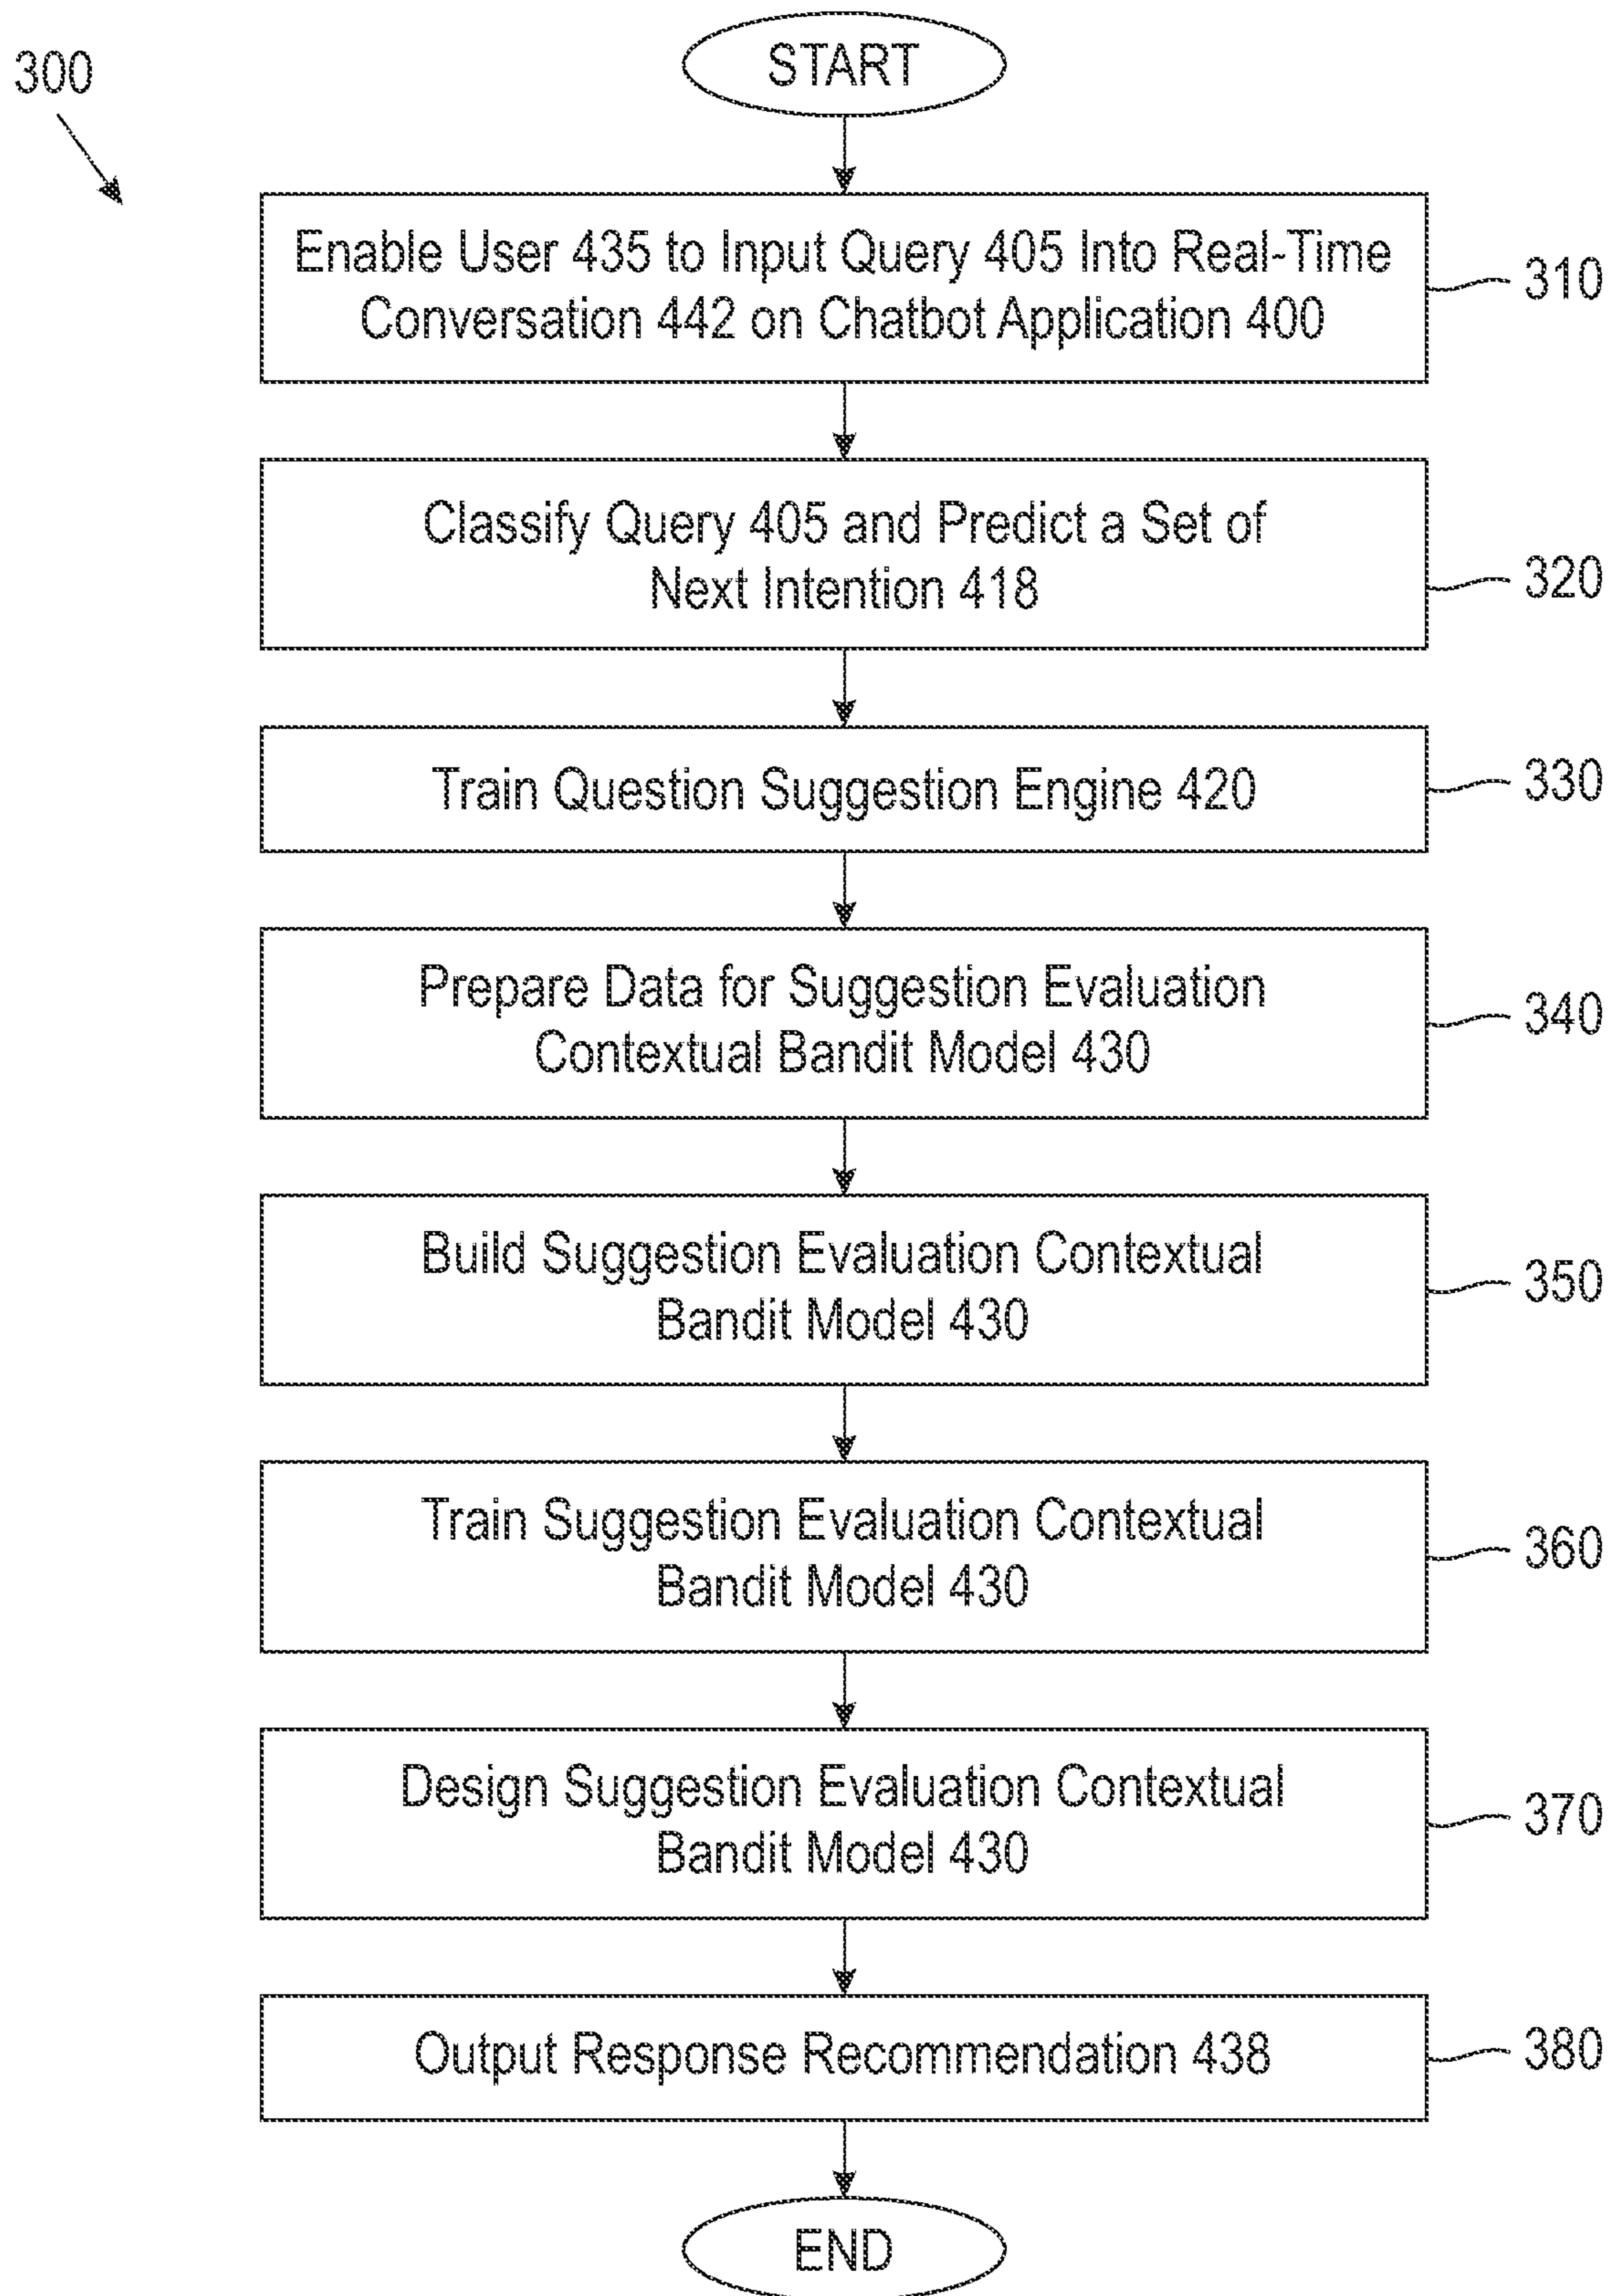 300
START
Enable User 435 to Input Query 405 Into Real-Time
Conversation 442 on Chatbot Application 400
310
Classify Query 405 and Predict a Set of
Next Intention 418
320
Train Question Suggestion Engine 420
330
Prepare Data for Suggestion Evaluation
Contextual Bandit Model 430
340
Build Suggestion Evaluation Contextual
Bandit Model 430
350
Train Suggestion Evaluation Contextual
Bandit Model 430
360
Design Suggestion Evaluation Contextual
Bandit Model 430
370
Output Response Recommendation 438
380
END